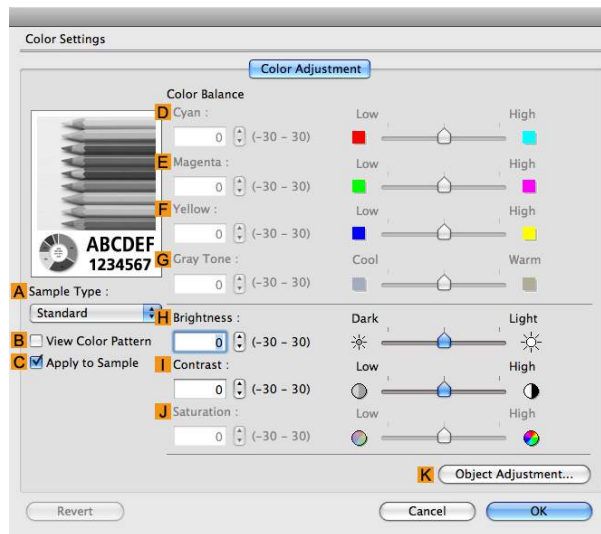 Color Settings
Color Adjustment
Color Balance
D Cyan : Low High
0 (-30 - 30)
E Magenta : Low High
0 (-30 - 30)
F Yellow : Low High
0 (-30 - 30)
ABCDEF
1234567
G Gray Tone : Cool Warm
0 (-30 - 30)
A Sample Type :
Standard
H Brightness : Dark Light
B View Color Pattern
0 (-30 - 30)
C Apply to Sample
I Contrast : Low High
0 (-30 - 30)
J Saturation : Low High
0 (-30 - 30)
K Object Adjustment...
Revert Cancel OK